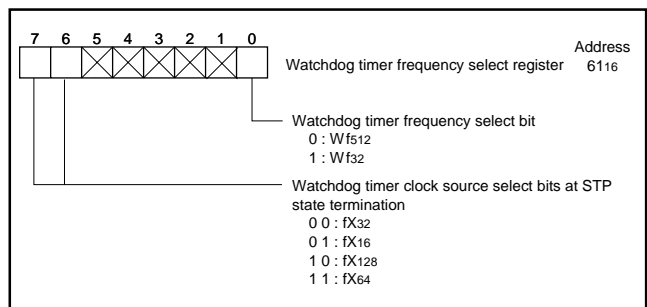 7 6 5 4 3 2 1 0
Address
Watchdog timer frequency select register 6116
Watchdog timer frequency select bit
0 : Wf512
1 : Wf32
Watchdog timer clock source select bits at STP
state termination
0 0 : fX32
0 1 : fX16
1 0 : fX128
1 1 : fX64